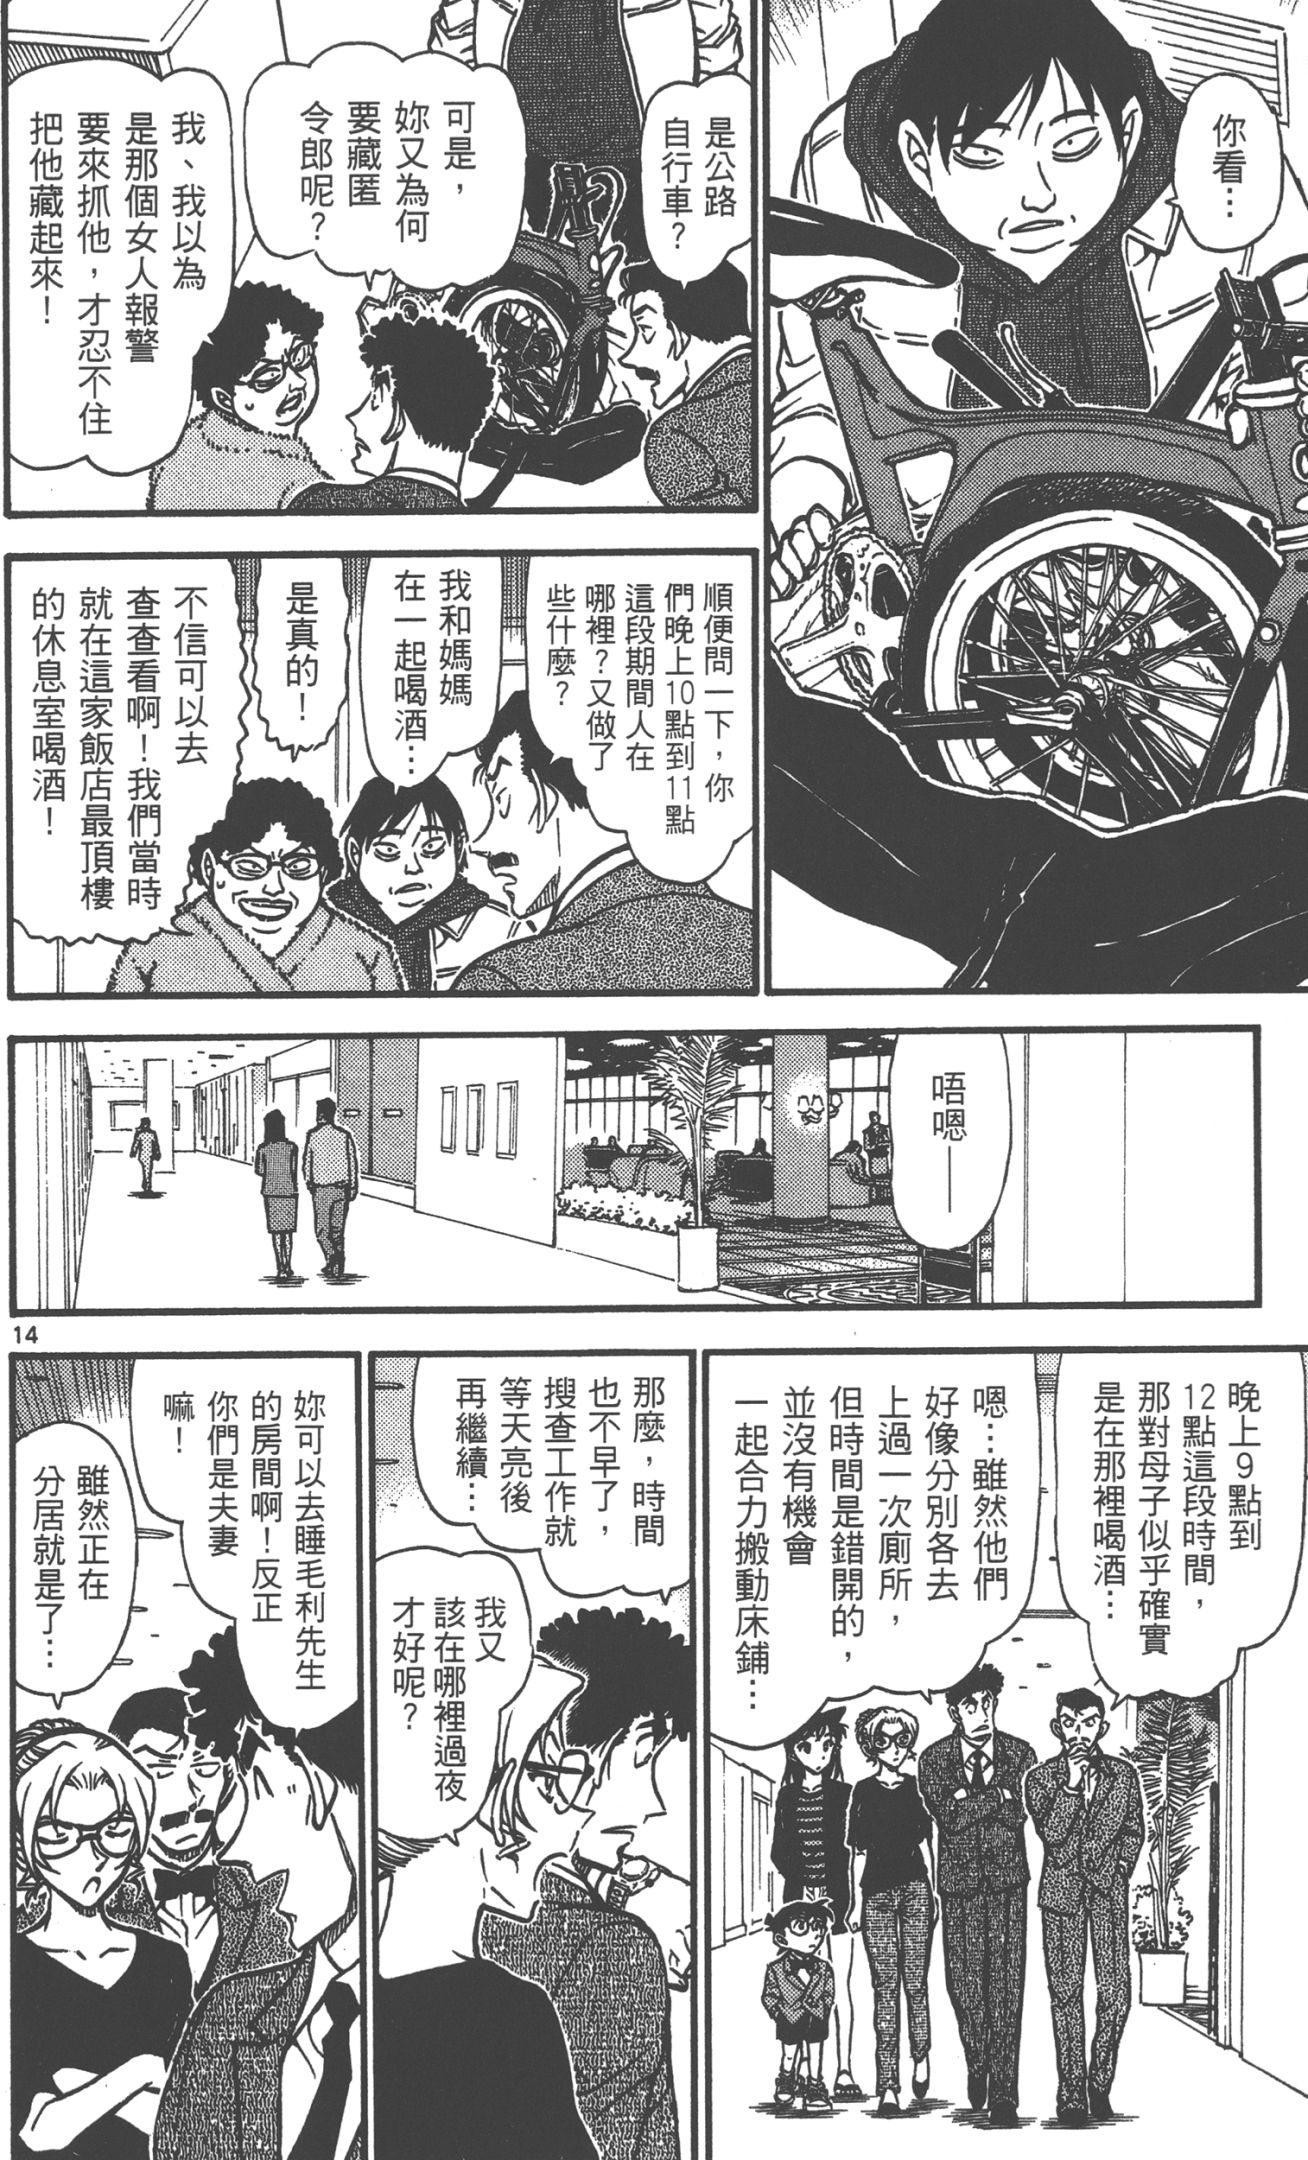 你看…
是公路
自行車？
可是，
妳又為何
要藏匿
令郎呢？
我、我以為
是那個女人報警
要來抓他，才忍不住
把他藏起來！
順便問一下，你
們晚上10點到11點
這段期間人在
哪裡？又做了
些什麼？
我和媽媽
在一起喝酒…
是真的！
不信可以去
查查看啊！我們當時
就在這家飯店最頂樓
的休息室喝酒！
唔嗯——
14
晚上9點到
12點這段時間，
那對母子似乎確實
是在那裡喝酒…
嗯…雖然他們
好像分別各去
上過一次廁所，
但時間是錯開的，
並沒有機會
一起合力搬動床鋪…
那麼，時間
也不早了，
搜查工作就
等天亮後
再繼續…
我又
該在哪裡過夜
才好呢？
妳可以去睡毛利先生
的房間啊！反正
你們是夫妻
嘛！
雖然正在
分居就是了…